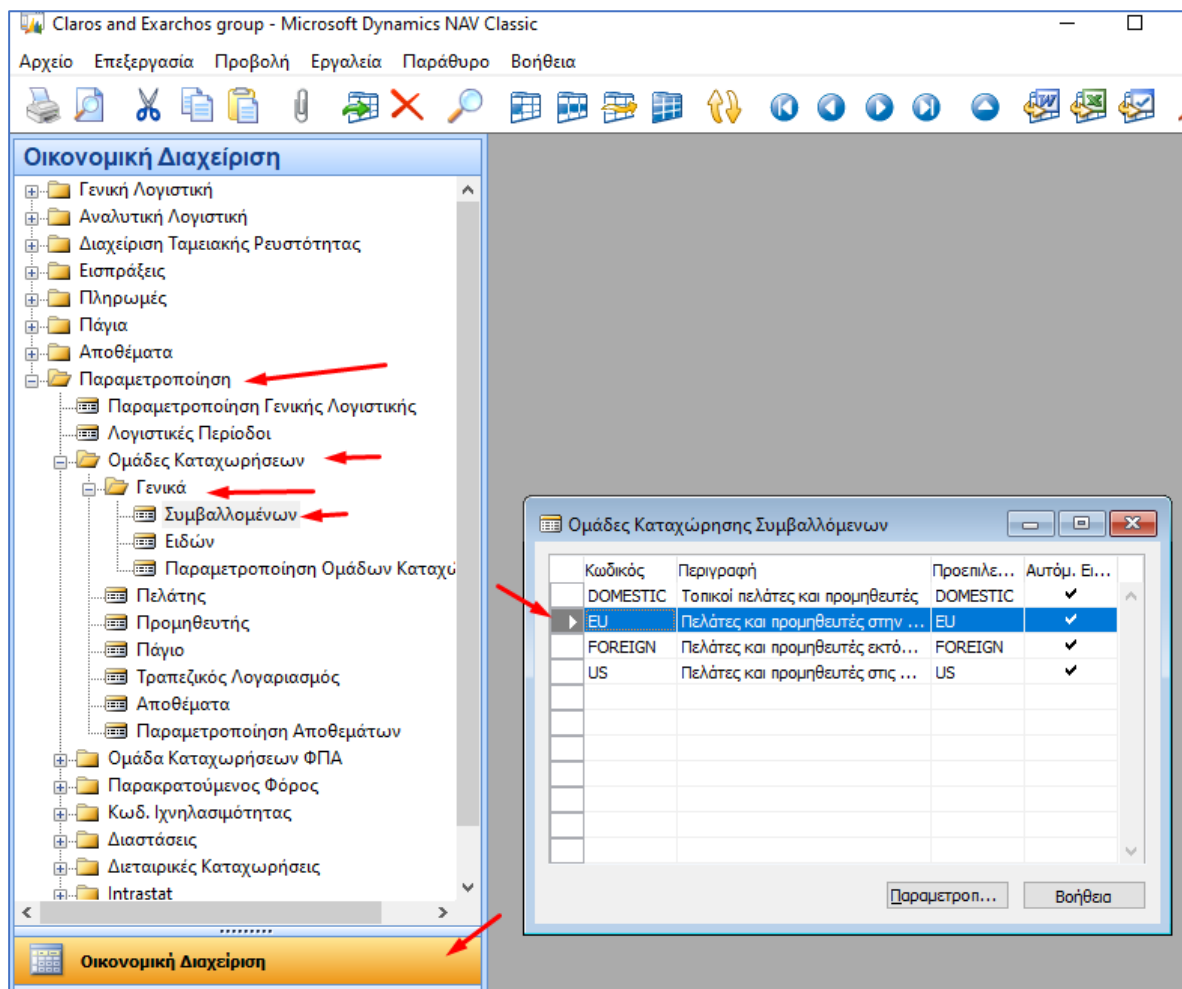 Claros and Exarchos group - Microsoft Dynamics NAV Classic
Αρχείο Επεξεργασία Προβολή Εργαλεία Παράθυρο Βοήθεια
Οικονομική Διαχείριση
Γενική Λογιστική
Αναλυτική Λογιστική
Διαχείριση Ταμειακής Ρευστότητας
Εισπράξεις
Πληρωμές
Πάγια
Αποθέματα
Παραμετροποίηση
Παραμετροποίηση Γενικής Λογιστικής
Λογιστικές Περίοδοι
Ομάδες Καταχωρήσεων
Γενικά
Συμβαλλομένων
Ειδών
Παραμετροποίηση Ομάδων Καταχώ
Πελάτης
Προμηθευτής
Πάγιο
Τραπεζικός Λογαριασμός
Αποθέματα
Παραμετροποίηση Αποθεμάτων
Ομάδα Καταχωρήσεων ΦΠΑ
Παρακρατούμενος Φόρος
Κωδ. Ιχνηλασιμότητας
Διαστάσεις
Διεταιρικές Καταχωρήσεις
Intrastat
Οικονομική Διαχείριση
Ομάδες Καταχώρησης Συμβαλλόμενων
Κωδικός Περιγραφή Προεπιλε... Αυτόμ. Ει...
DOMESTIC Τοπικοί πελάτες και προμηθευτές DOMESTIC ✔
EU Πελάτες και προμηθευτές στην ... EU ✔
FOREIGN Πελάτες και προμηθευτές εκτό... FOREIGN ✔
US Πελάτες και προμηθευτές στις ... US ✔
Παραμετροπ... Βοήθεια